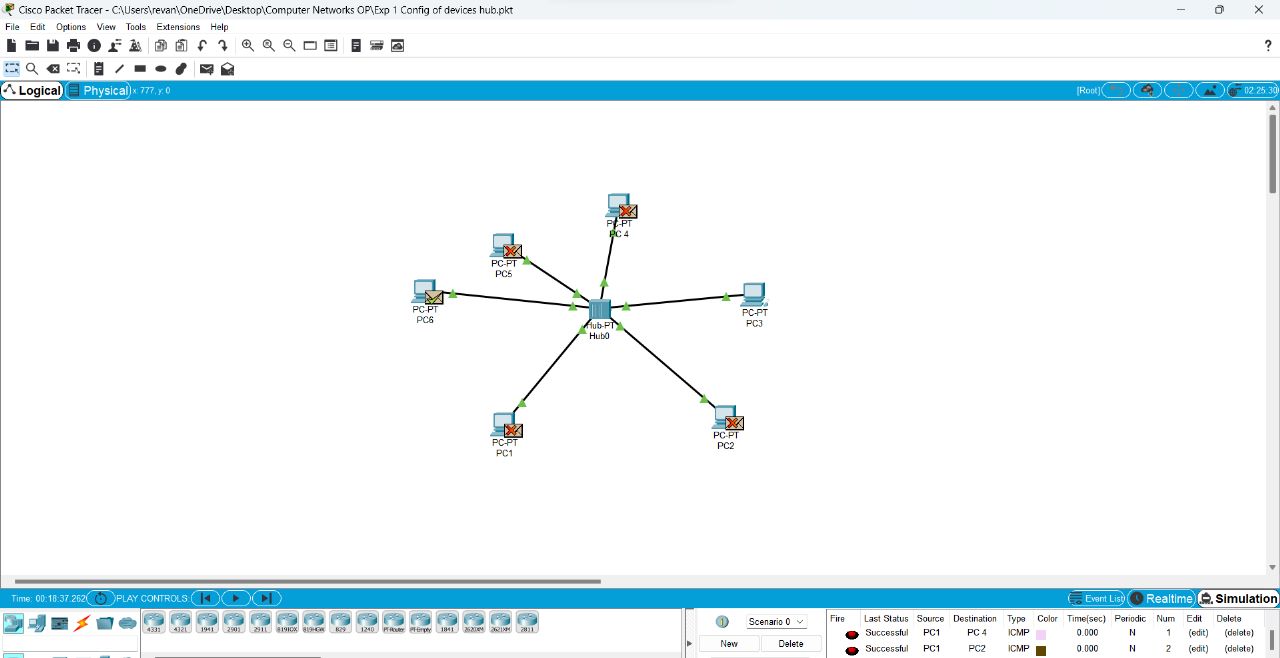 Cisco Packet Tracer - C:\Users\revan\OneDrive\Desktop\Computer Networks OP\Exp 1 Config of devices hub.pkt
File Edit Options View Tools Extensions Help
?
Logical Physical x: 777, y: 0 [Root] 02:25:30
PC-PT
PC 4
PC-PT
PC5
PC-PT
PC6
PC-PT
PC3
Hub-PT
Hub0
PC-PT
PC1
PC-PT
PC2
Time: 00:18:37.262 PLAY CONTROLS: Event List Realtime Simulation
4331 4321 1941 2901 2911 819IOX 819HGW 829 1240 PT-Router PT-Empty 1841 2620XM 2621XM 2811
Scenario 0
New Delete
Fire Last Status Source Destination Type Color Time(sec) Periodic Num Edit Delete
Successful PC1 PC 4 ICMP 0.000 N 1 (edit) (delete)
Successful PC1 PC2 ICMP 0.000 N 2 (edit) (delete)